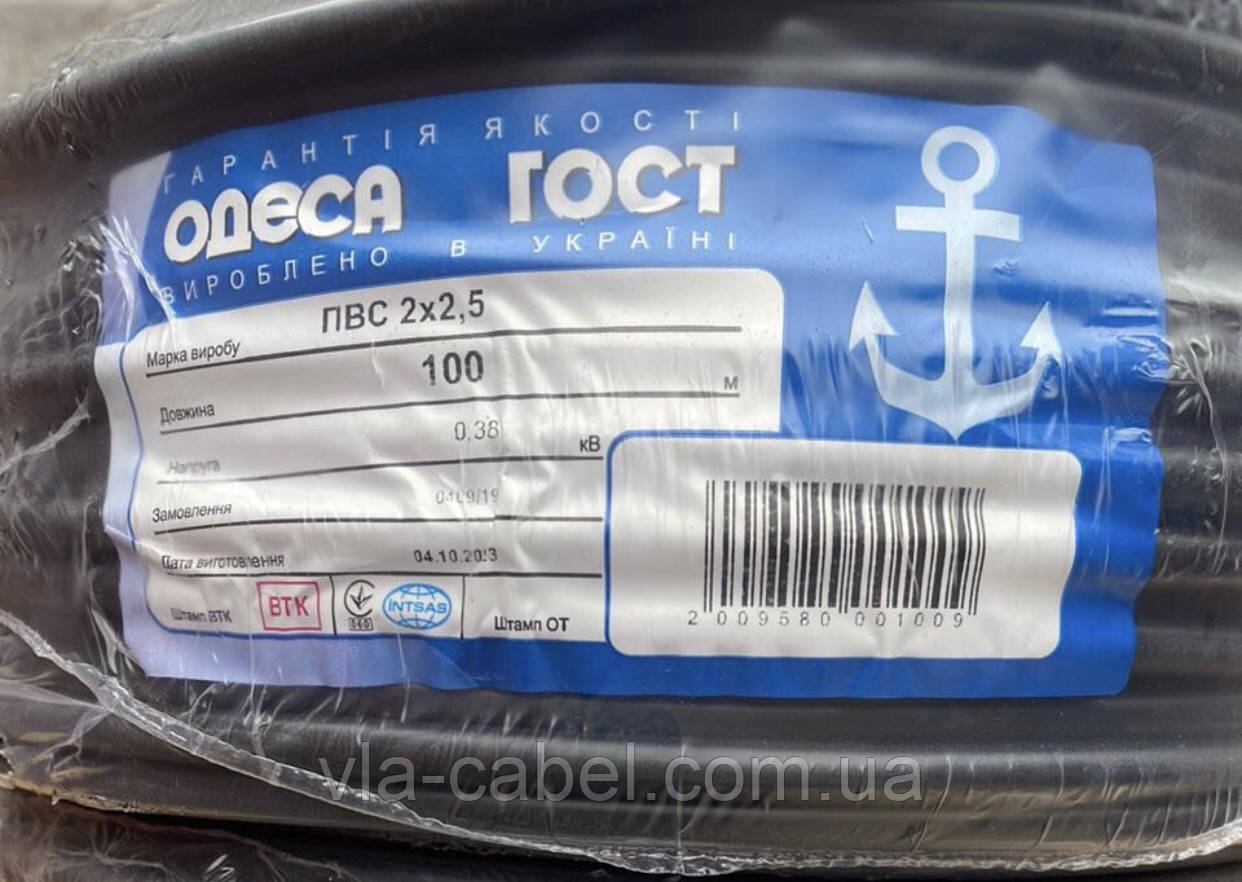 ГАРАНТІЯ ЯКОСТІ
ОДЕСА ГОСТ
ВИРОБЛЕНО В УКРАЇНІ
Марка виробу ПВС 2х2,5
Довжина 100 м
Напруга 0,38 кВ
Замовлення
Дата виготовлення
Штамп ВТК ВТК INTSAS Штамп ОТ
2 009580 001009
vla-cabel.com.ua